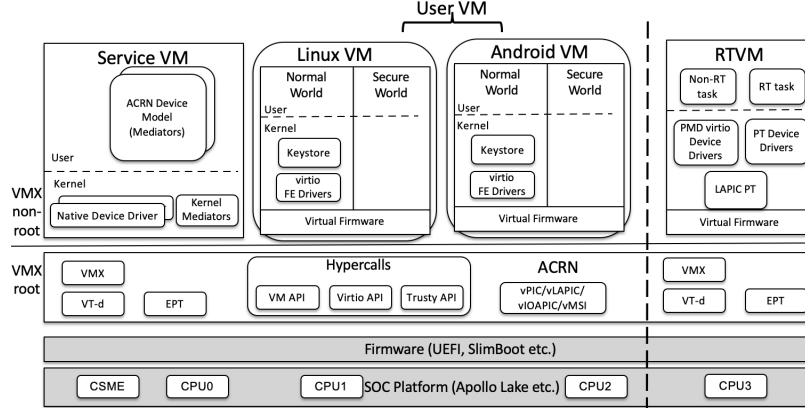 User VM
Service VM
ACRN Device
Model
(Mediators)
User
Kernel
Native Device Driver
Kernel
Mediators
Linux VM
Normal
World
Secure
World
User
Kernel
Keystore
virtio
FE Drivers
Virtual Firmware
Android VM
Normal
World
Secure
World
User
Kernel
Keystore
virtio
FE Drivers
Virtual Firmware
RTVM
Non-RT
task
RT task
PMD virtio
Device
Drivers
PT Device
Drivers
LAPIC PT
Virtual Firmware
VMX
non-
root
VMX
root
VMX
VT-d
EPT
Hypercalls
VM API
Virtio API
Trusty API
ACRN
vPIC/vLAPIC/
vIOAPIC/vMSI
VMX
VT-d
EPT
Firmware (UEFI, SlimBoot etc.)
CSME
CPU0
CPU1
SOC Platform (Apollo Lake etc.)
CPU2
CPU3